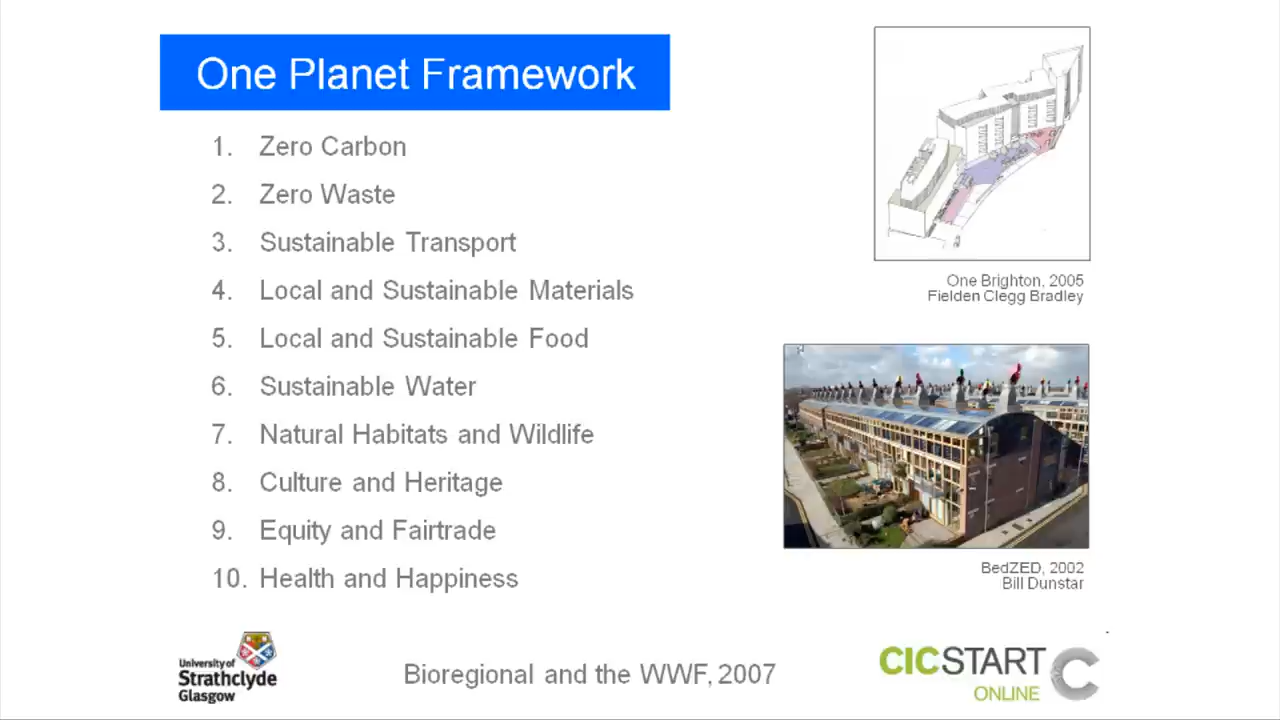 One Planet Framework
1. Zero Carbon
2. Zero Waste
3. Sustainable Transport
4. Local and Sustainable Materials
5. Local and Sustainable Food
6. Sustainable Water
7. Natural Habitats and Wildlife
8. Culture and Heritage
9. Equity and Fairtrade
10. Health and Happiness
One Brighton, 2005
Fielden Clegg Bradley
BedZED, 2002
Bill Dunstar
University of
Strathclyde
Glasgow
Bioregional and the WWF, 2007
CICSTART
ONLINE